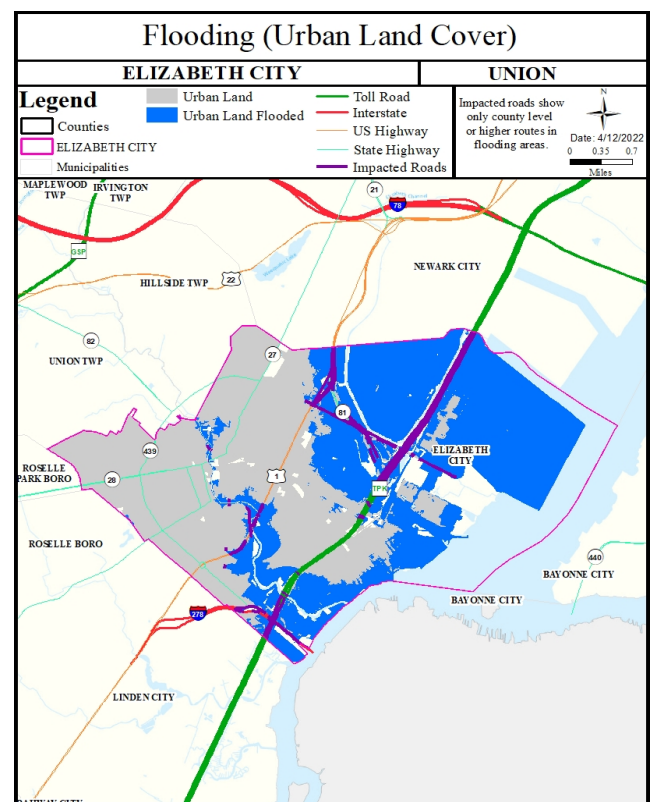 Flooding (Urban Land Cover)
ELIZABETH CITY
UNION
Legend
Counties
ELIZABETH CITY
Municipalities
Urban Land
Urban Land Flooded
Toll Road
Interstate
US Highway
State Highway
Impacted Roads
Impacted roads show
only county level
or higher routes in
flooding areas.
N
Date: 4/12/2022
0 0.35 0.7
Miles
MAPLEWOOD
TWP
IRVINGTON
TWP
21
78
GSP
NEWARK CITY
HILLSIDE TWP
22
82
UNION TWP
27
81
439
ELIZABETH
CITY
ROSELLE
PARK BORO
28
1
TPK
ROSELLE BORO
440
BAYONNE CITY
BAYONNE CITY
278
LINDEN CITY